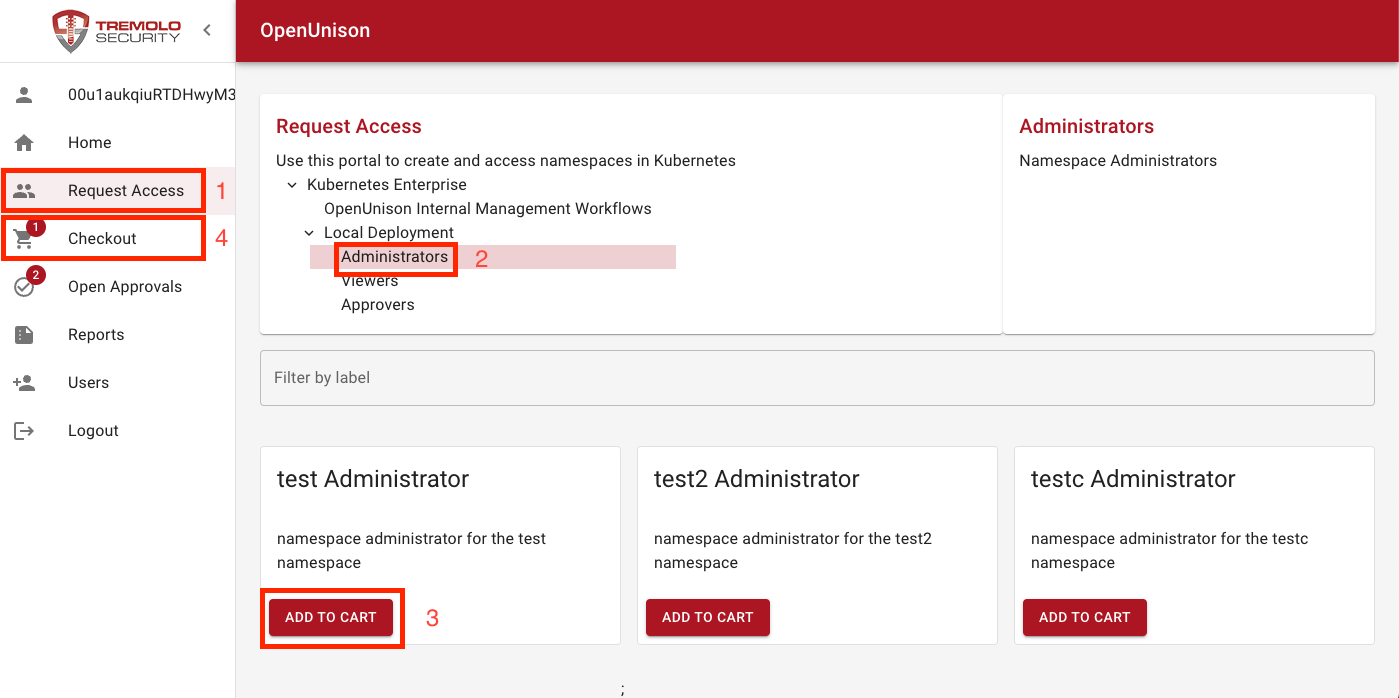 TREMOLO
SECURITY
OpenUnison
00u1aukqiuRTDHwyM3
Home
Request Access
1
1
Checkout
4
2
Open Approvals
Reports
Users
Logout
Request Access
Use this portal to create and access namespaces in Kubernetes
Kubernetes Enterprise
OpenUnison Internal Management Workflows
Local Deployment
Administrators
2
Viewers
Approvers
Administrators
Namespace Administrators
Filter by label
test Administrator
namespace administrator for the test
namespace
ADD TO CART
3
test2 Administrator
namespace administrator for the test2
namespace
ADD TO CART
testc Administrator
namespace administrator for the testc
namespace
ADD TO CART
;